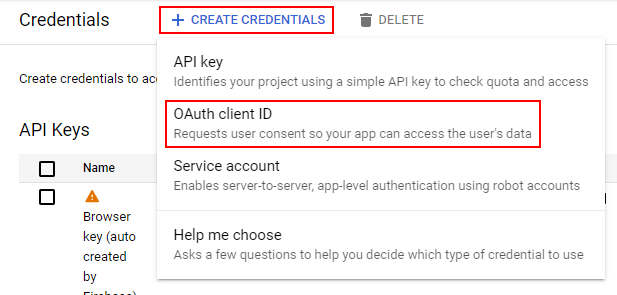 Credentials
+ CREATE CREDENTIALS
DELETE
Create credentials to
API key
Identifies your project using a simple API key to check quota and access
OAuth client ID
Requests user consent so your app can access the user's data
API Keys
Service account
Enables server-to-server, app-level authentication using robot accounts
Name
Browser
key (auto
created
by
Help me choose
Asks a few questions to help you decide which type of credential to use